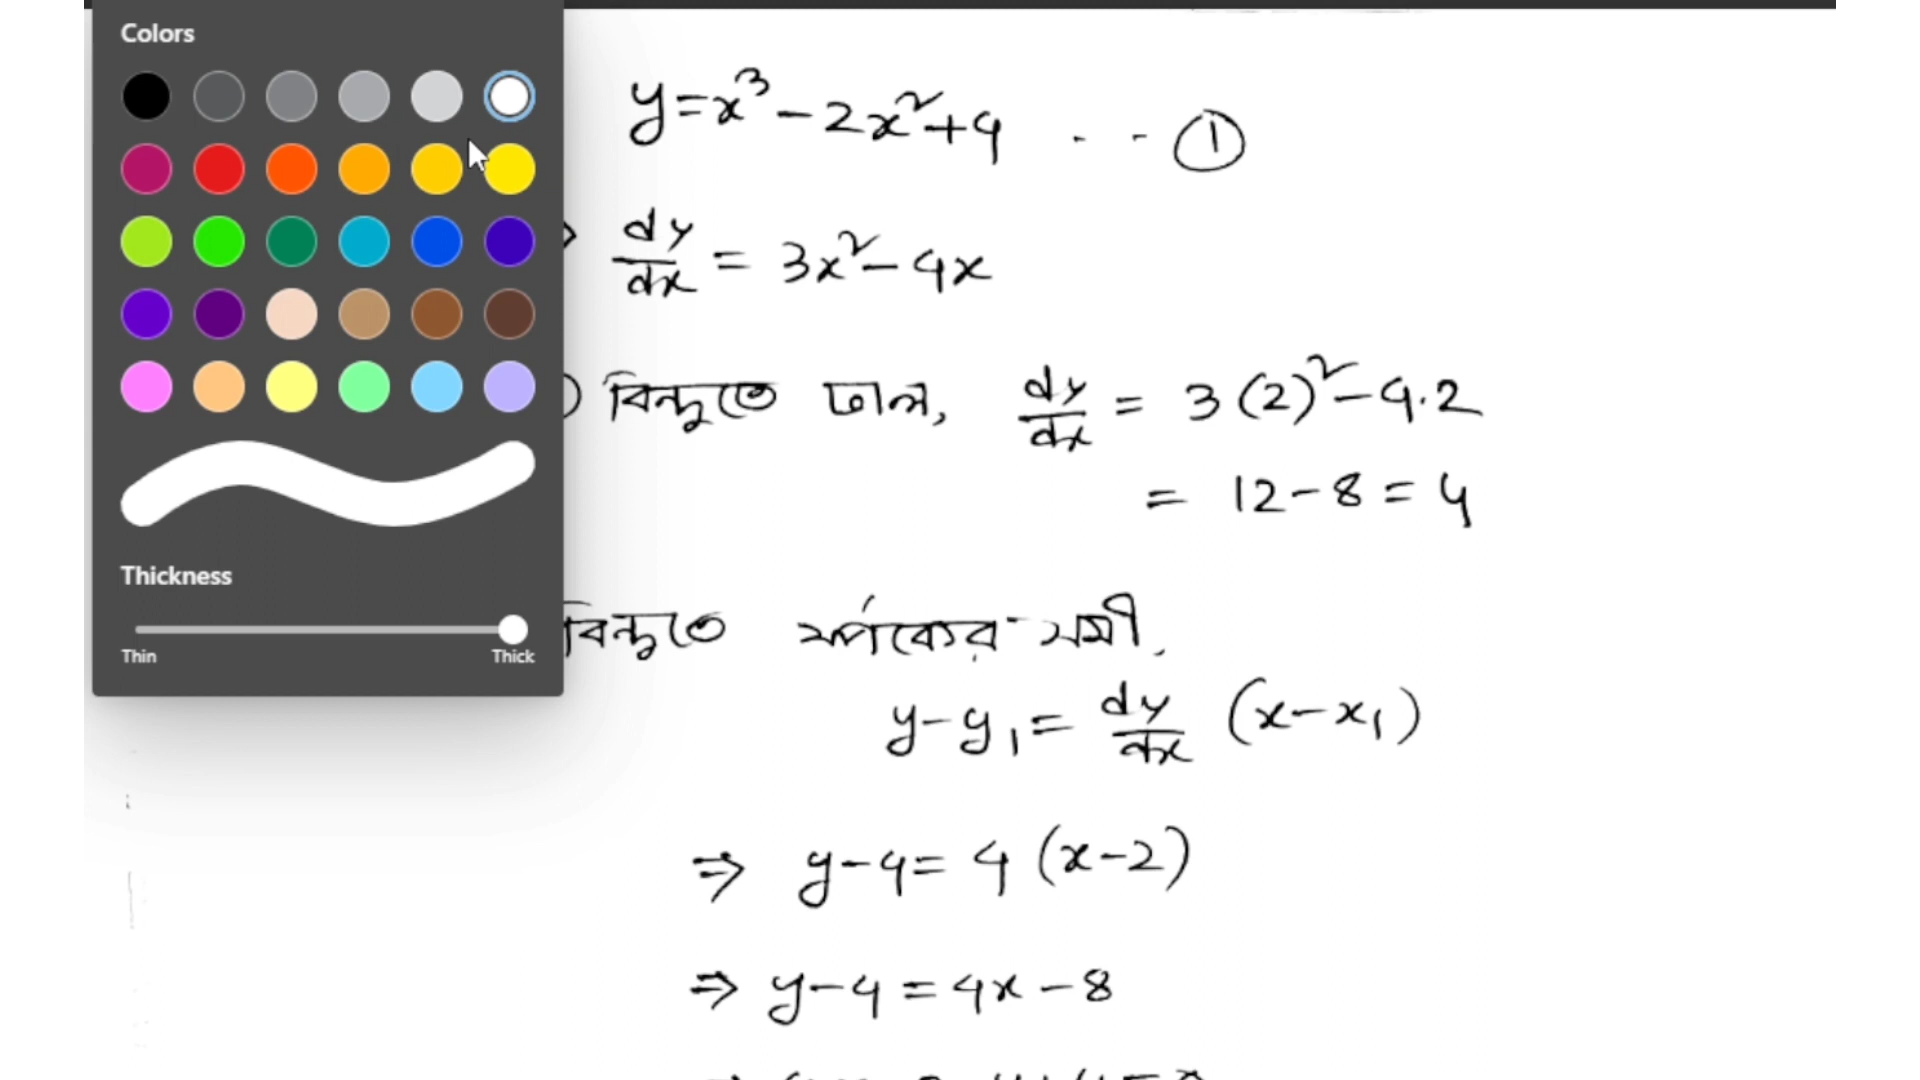 Colors
Thickness
Thin
Thick
y=x³-2x²+4 .. ①
dy/dx = 3x²-4x
) বিন্দুতে ঢাল, dy/dx = 3(2)²-4.2
= 12-8=4
বিন্দুতে স্পর্শকের সমী.
y-y₁= dy/dx (x-x₁)
⇒ y-4= 4 (x-2)
⇒ y-4=4x-8